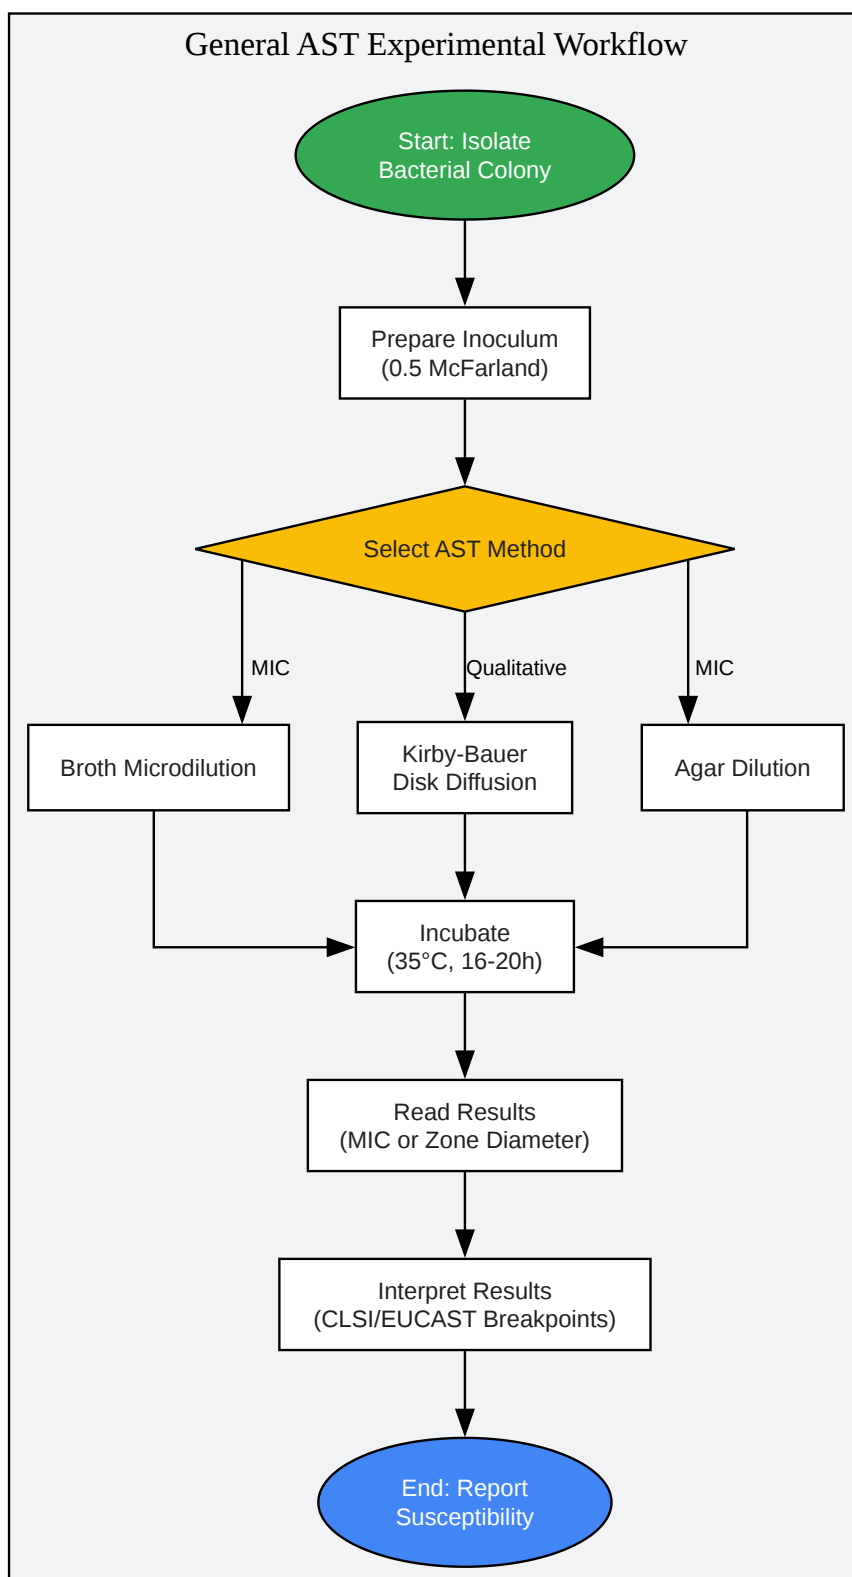 General AST Experimental Workflow
Start: Isolate
Bacterial Colony
Prepare Inoculum
(0.5 McFarland)
Select AST Method
MIC
Qualitative
MIC
Broth Microdilution
Kirby-Bauer
Disk Diffusion
Agar Dilution
Incubate
(35°C, 16-20h)
Read Results
(MIC or Zone Diameter)
Interpret Results
(CLSI/EUCAST Breakpoints)
End: Report
Susceptibility